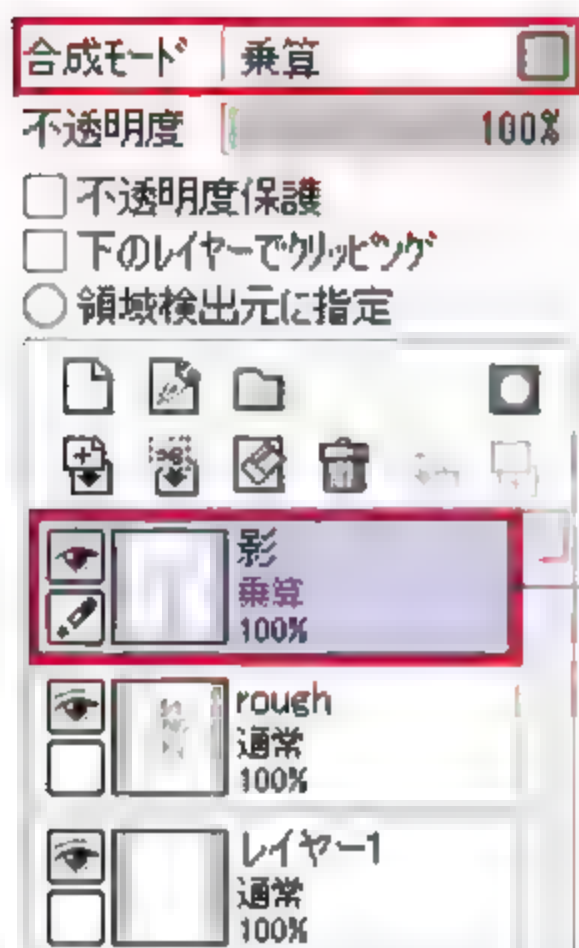 合成モード 乗算
不透明度 100%
不透明度保護
下のレイヤーでクリッピング
領域検出元に指定
影
乗算
100%
rough
通常
100%
レイヤー1
通常
100%